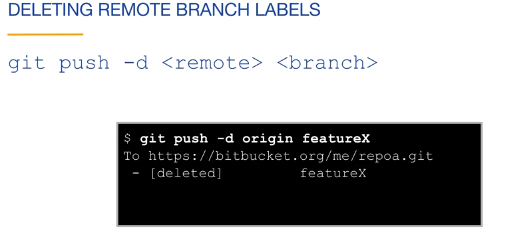 DELETING REMOTE BRANCH LABELS
git push -d <remote> <branch>
$ git push -d origin featureX
To https://bitbucket.org/me/repoa.git
 - [deleted]         featureX